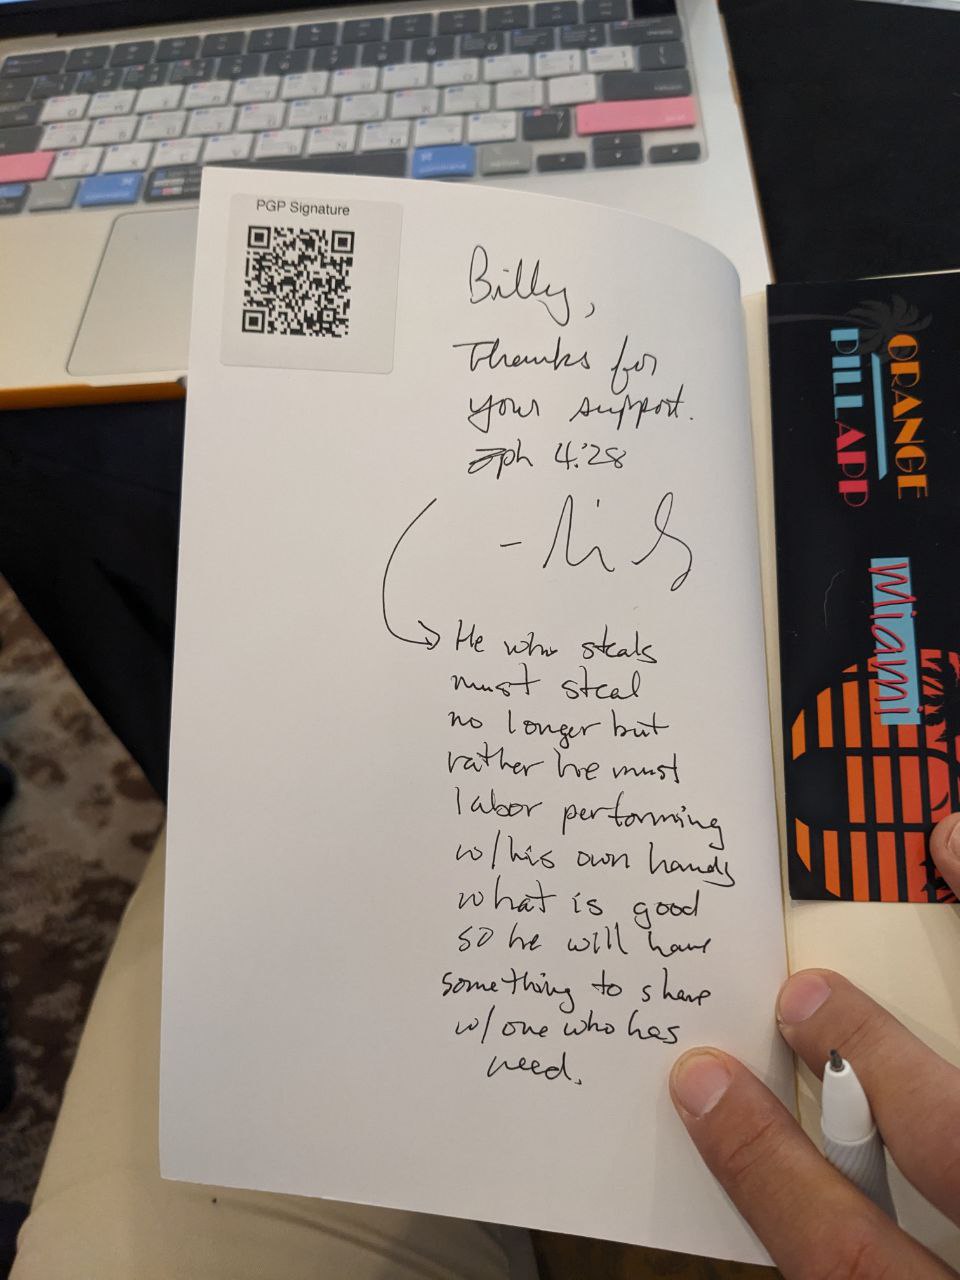 PGP Signature
Billy,
Thanks for
your support.
Eph 4:28
He who steals
must steal
no longer but
rather he must
labor performing
w/his own hands
what is good
so he will have
something to share
w/one who has
need.
ORANGE
PILL APP
Miami